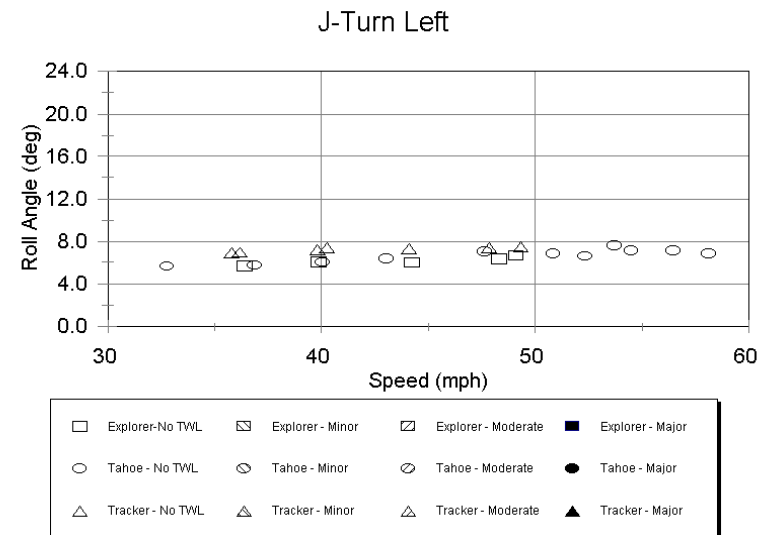 J-Turn Left
24.0
20.0
16.0
12.0
8.0
4.0
0.0
Roll Angle (deg)
30 40 50 60
Speed (mph)
Explorer-No TWL Explorer - Minor Explorer - Moderate Explorer - Major
Tahoe - No TWL Tahoe - Minor Tahoe - Moderate Tahoe - Major
Tracker - No TWL Tracker - Minor Tracker - Moderate Tracker - Major